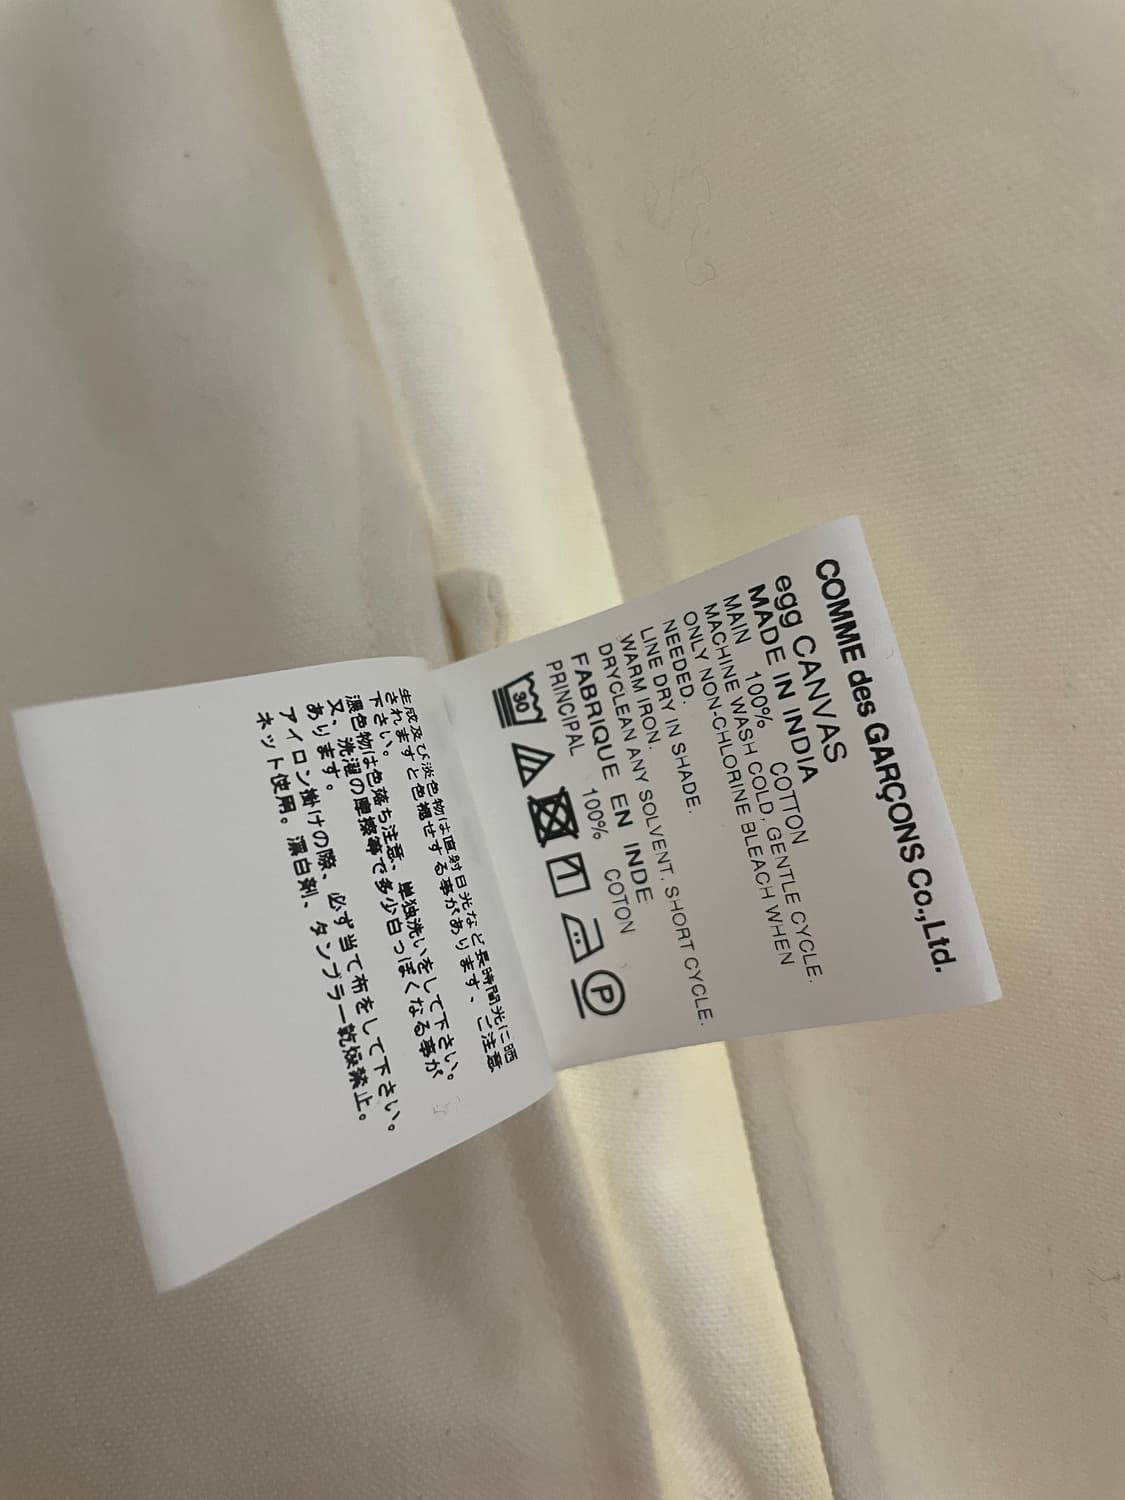 COMME des GARÇONS Co.,Ltd.
egg CANVAS
MADE IN INDIA
MAIN 100% COTTON
MACHINE WASH COLD, GENTLE CYCLE.
ONLY NON-CHLORINE BLEACH WHEN
NEEDED.
LINE DRY IN SHADE.
WARM IRON.
DRYCLEAN ANY SOLVENT. SHORT CYCLE.
FABRIQUE EN INDE
PRINCIPAL 100% COTON
30
P
生成及び淡色物は直射日光など長時間光に晒
されますと色褪せする事があります、ご注意
下さい。
濃色物は色落ち注意、単独洗いをして下さい。
又、洗濯の摩擦等で多少白っぽくなる事が
あります。
アイロン掛けの際、必ず当て布をして下さい。
ネット使用。漂白剤、タンブラー乾燥禁止。